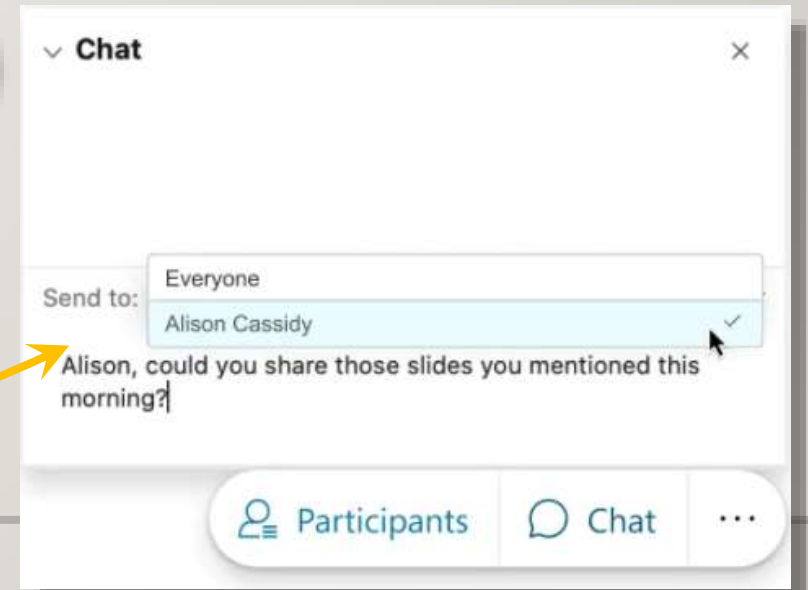 Chat
Everyone
Send to:
Alison Cassidy
Alison, could you share those slides you mentioned this
morning?
Participants
Chat